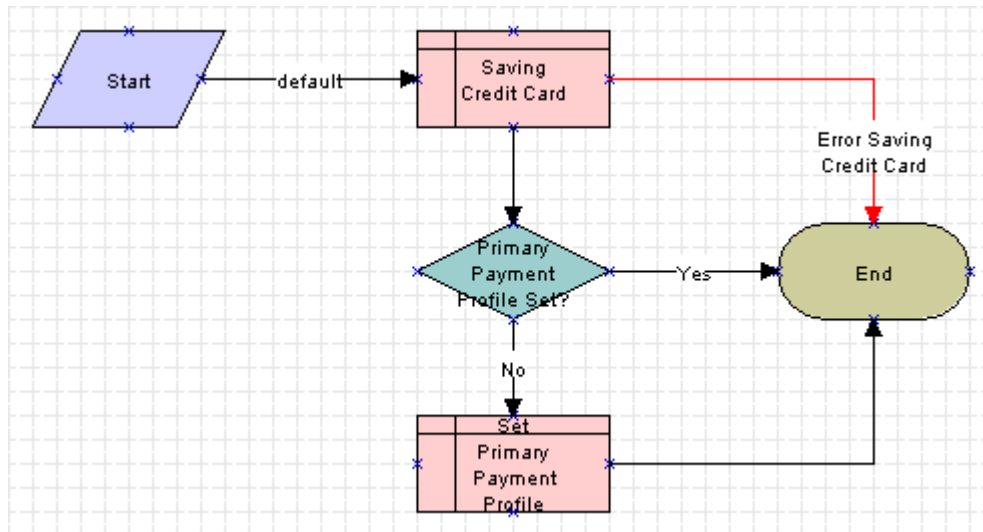 Start
default
Saving
Credit Card
Error Saving
Credit Card
Primary
Payment
Profile Set?
Yes
End
No
Set
Primary
Payment
Profile